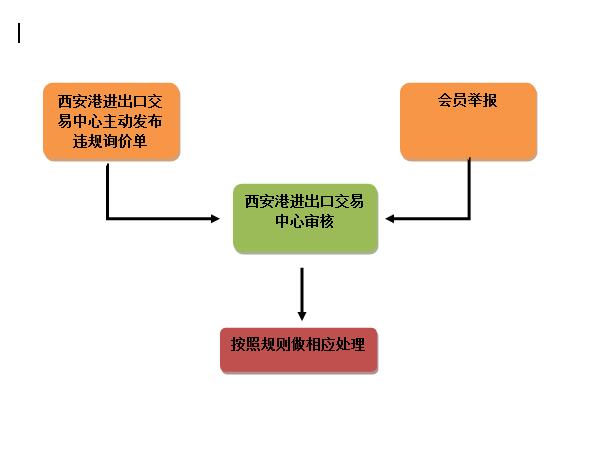 西安港进出口交
易中心主动发布
违规询价单
会员举报
西安港进出口交易
中心审核
按照规则做相应处理